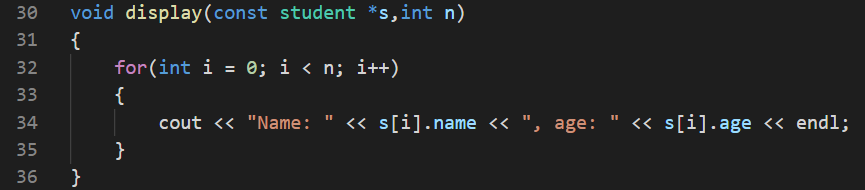 30 void display(const student *s,int n)
31 {
32     for(int i = 0; i < n; i++)
33     {
34         cout << "Name: " << s[i].name << ", age: " << s[i].age << endl;
35     }
36 }